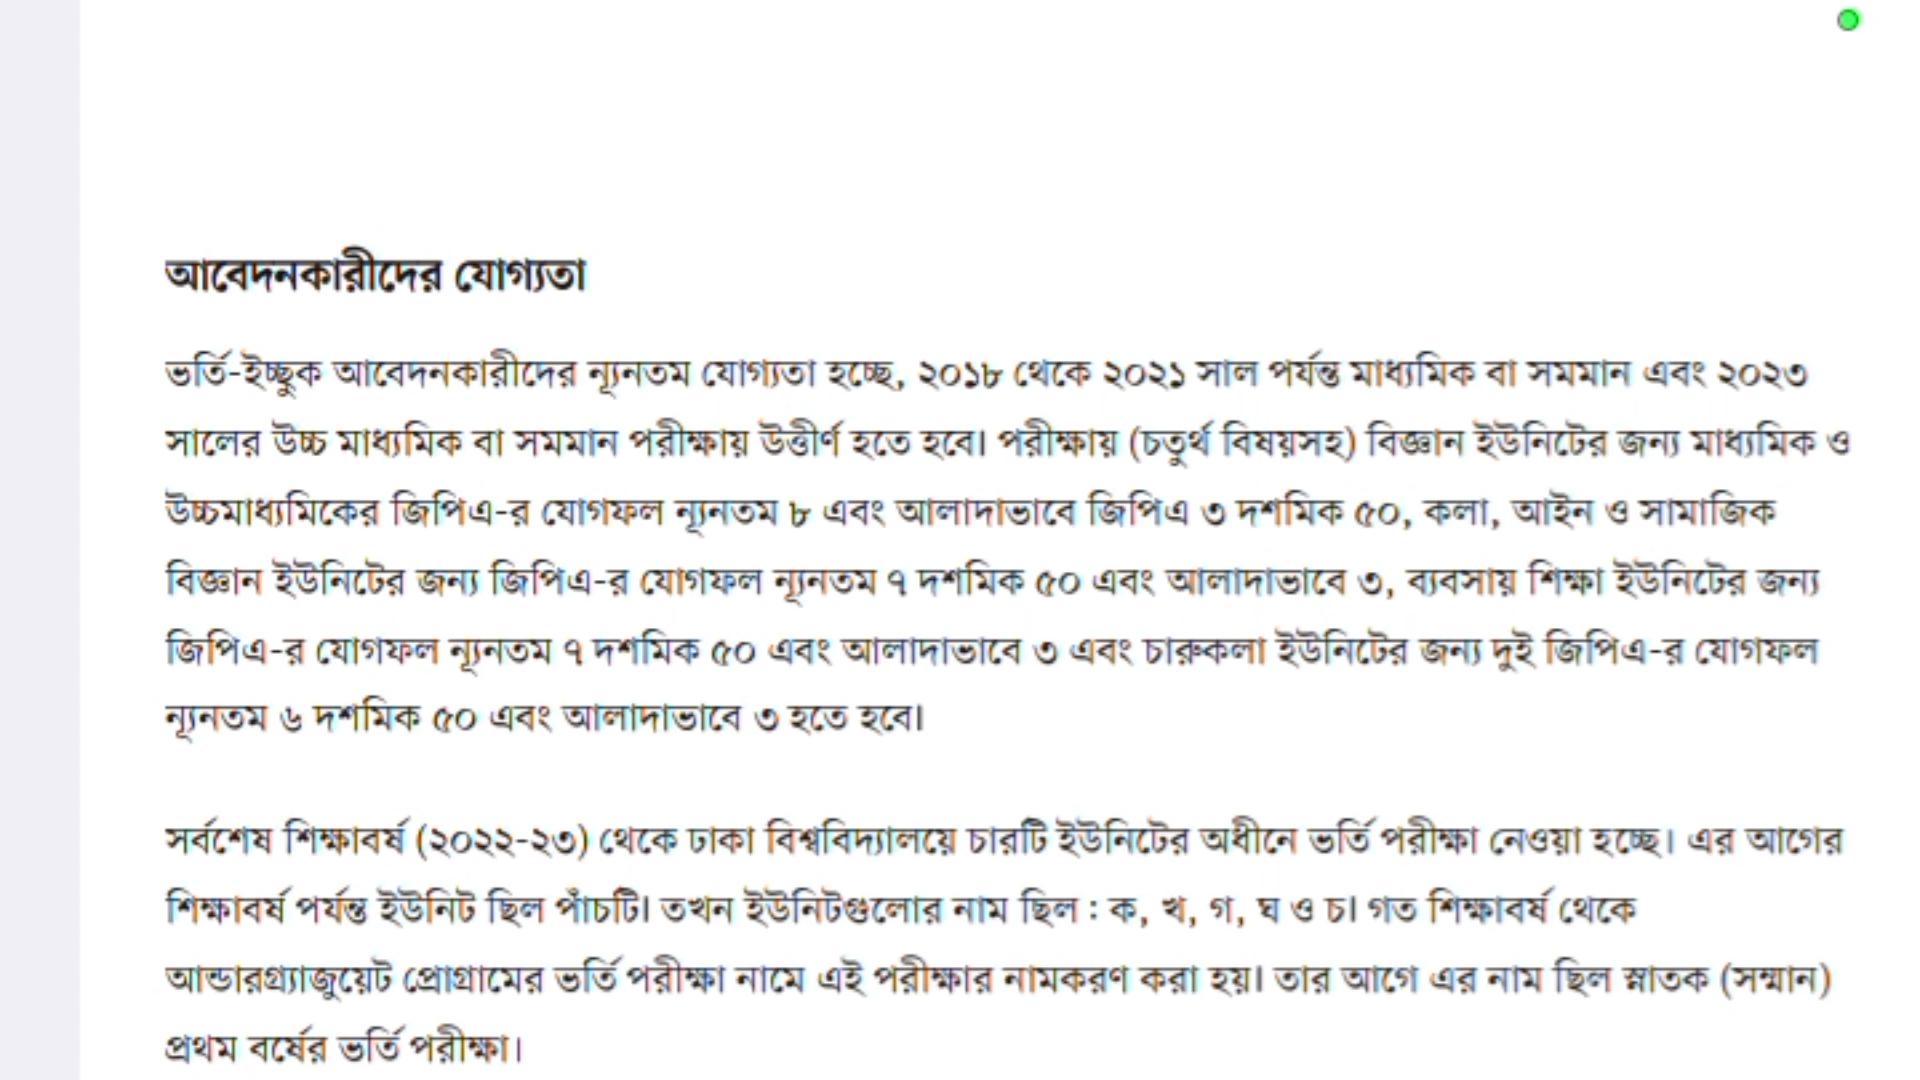 আবেদনকারীদের যোগ্যতা
ভর্তি-ইচ্ছুক আবেদনকারীদের ন্যূনতম যোগ্যতা হচ্ছে, ২০১৮ থেকে ২০২১ সাল পর্যন্ত মাধ্যমিক বা সমমান এবং ২০২৩
সালের উচ্চ মাধ্যমিক বা সমমান পরীক্ষায় উত্তীর্ণ হতে হবে। পরীক্ষায় (চতুর্থ বিষয়সহ) বিজ্ঞান ইউনিটের জন্য মাধ্যমিক ও
উচ্চমাধ্যমিকের জিপিএ-র যোগফল ন্যূনতম ৮ এবং আলাদাভাবে জিপিএ ৩ দশমিক ৫০, কলা, আইন ও সামাজিক
বিজ্ঞান ইউনিটের জন্য জিপিএ-র যোগফল ন্যূনতম ৭ দশমিক ৫০ এবং আলাদাভাবে ৩, ব্যবসায় শিক্ষা ইউনিটের জন্য
জিপিএ-র যোগফল ন্যূনতম ৭ দশমিক ৫০ এবং আলাদাভাবে ৩ এবং চারুকলা ইউনিটের জন্য দুই জিপিএ-র যোগফল
ন্যূনতম ৬ দশমিক ৫০ এবং আলাদাভাবে ৩ হতে হবে।
সর্বশেষ শিক্ষাবর্ষ (২০২২-২৩) থেকে ঢাকা বিশ্ববিদ্যালয়ে চারটি ইউনিটের অধীনে ভর্তি পরীক্ষা নেওয়া হচ্ছে। এর আগের
শিক্ষাবর্ষ পর্যন্ত ইউনিট ছিল পাঁচটি। তখন ইউনিটগুলোর নাম ছিল : ক, খ, গ, ঘ ও চ। গত শিক্ষাবর্ষ থেকে
আন্ডারগ্র্যাজুয়েট প্রোগ্রামের ভর্তি পরীক্ষা নামে এই পরীক্ষার নামকরণ করা হয়। তার আগে এর নাম ছিল স্নাতক (সম্মান)
প্রথম বর্ষের ভর্তি পরীক্ষা।